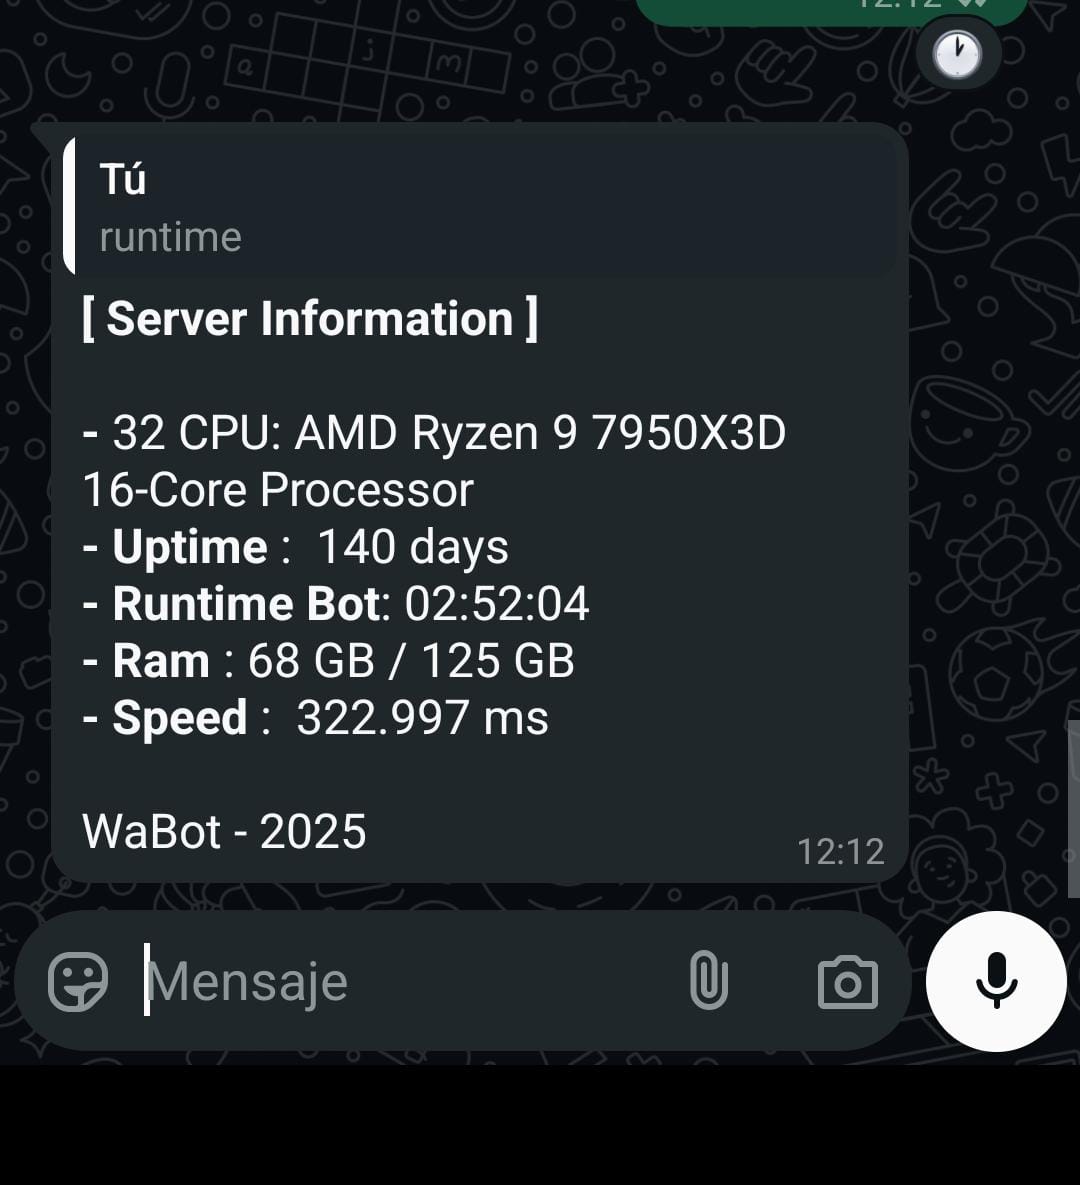 Tú
runtime
[ Server Information ]
- 32 CPU: AMD Ryzen 9 7950X3D
16-Core Processor
- Uptime :  140 days
- Runtime Bot: 02:52:04
- Ram : 68 GB / 125 GB
- Speed :  322.997 ms
WaBot - 2025
12:12
Mensaje